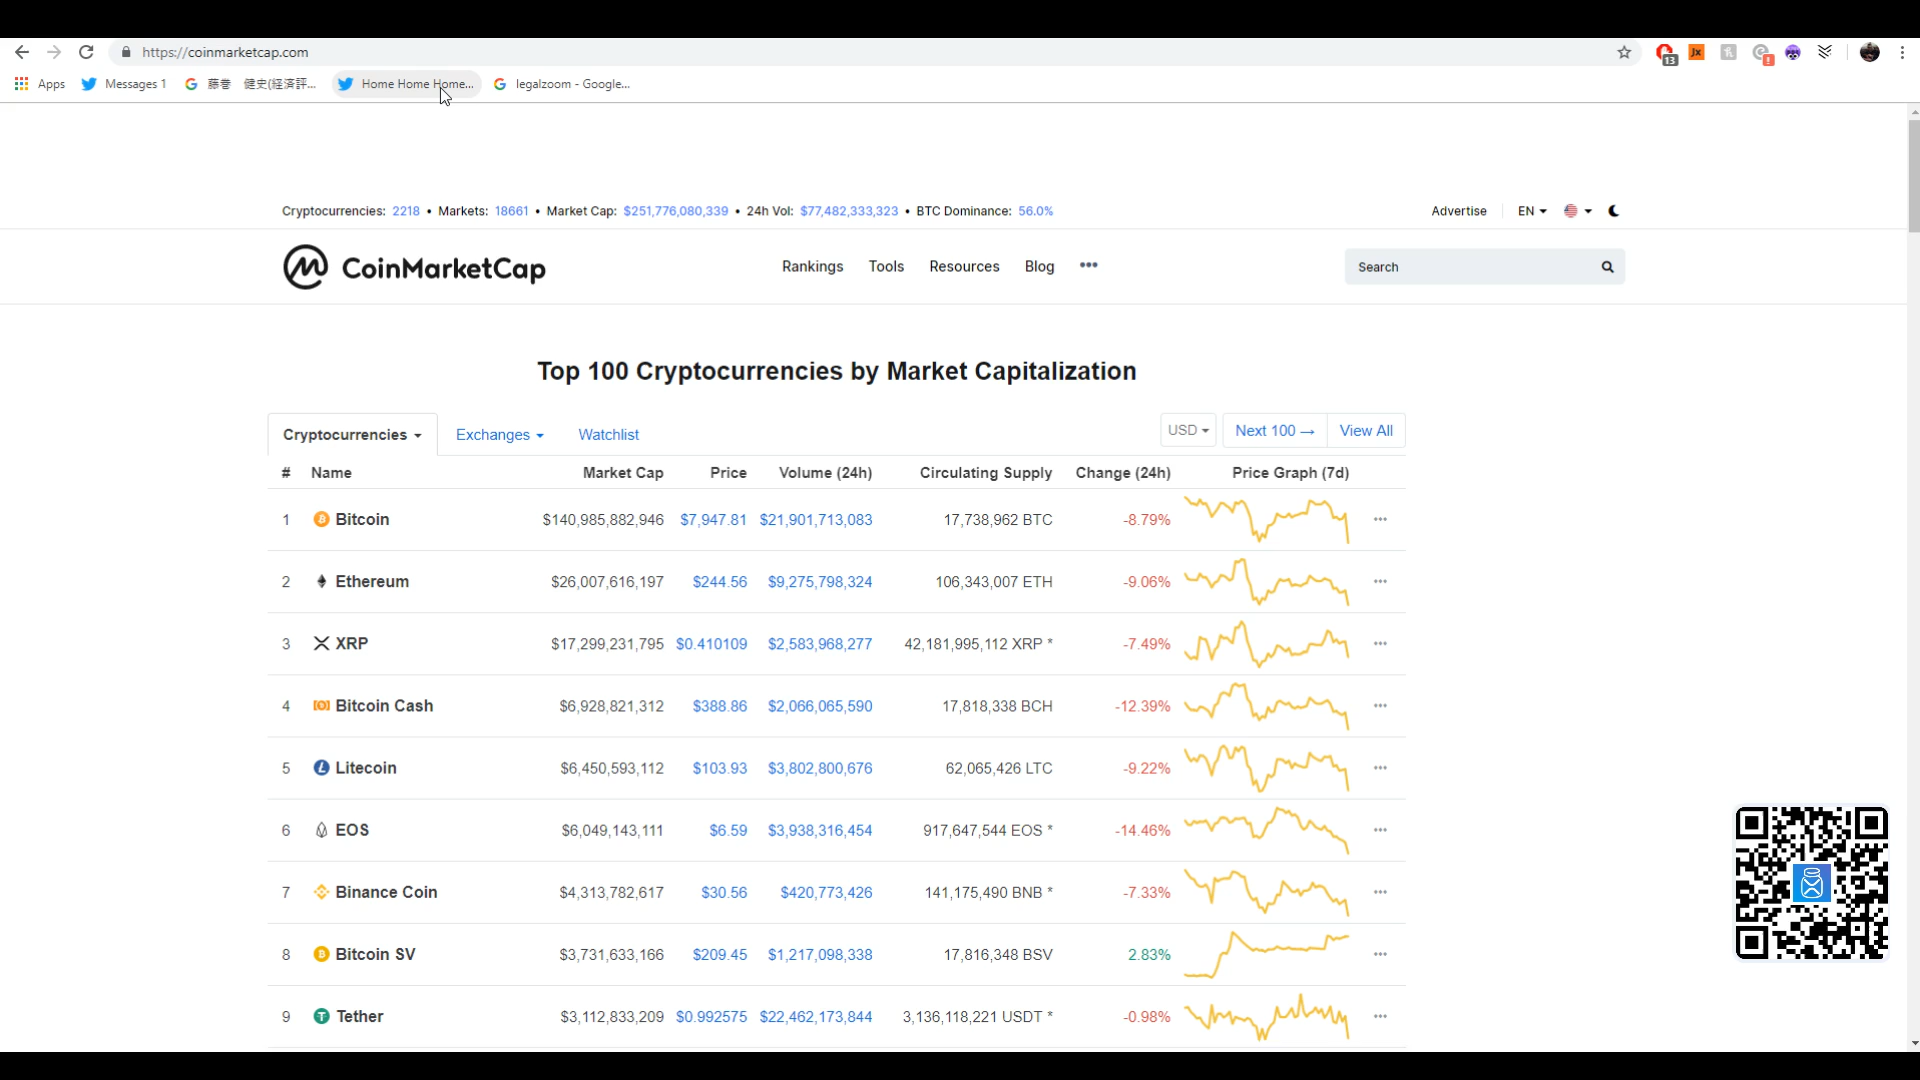 https://coinmarketcap.com
13
Jx
Apps
Messages 1
藤巻 健史(経済評...
Home Home Home...
legalzoom - Google...
Cryptocurrencies: 2218 • Markets: 18661 • Market Cap: $251,776,080,339 • 24h Vol: $77,482,333,323 • BTC Dominance: 56.0%
Advertise
EN
CoinMarketCap
Rankings
Tools
Resources
Blog
Search
Top 100 Cryptocurrencies by Market Capitalization
Cryptocurrencies
Exchanges
Watchlist
USD
Next 100 →
View All
# Name Market Cap Price Volume (24h) Circulating Supply Change (24h) Price Graph (7d)
1 Bitcoin $140,985,882,946 $7,947.81 $21,901,713,083 17,738,962 BTC -8.79%
2 Ethereum $26,007,616,197 $244.56 $9,275,798,324 106,343,007 ETH -9.06%
3 XRP $17,299,231,795 $0.410109 $2,583,968,277 42,181,995,112 XRP * -7.49%
4 Bitcoin Cash $6,928,821,312 $388.86 $2,066,065,590 17,818,338 BCH -12.39%
5 Litecoin $6,450,593,112 $103.93 $3,802,800,676 62,065,426 LTC -9.22%
6 EOS $6,049,143,111 $6.59 $3,938,316,454 917,647,544 EOS * -14.46%
7 Binance Coin $4,313,782,617 $30.56 $420,773,426 141,175,490 BNB * -7.33%
8 Bitcoin SV $3,731,633,166 $209.45 $1,217,098,338 17,816,348 BSV 2.83%
9 Tether $3,112,833,209 $0.992575 $22,462,173,844 3,136,118,221 USDT * -0.98%